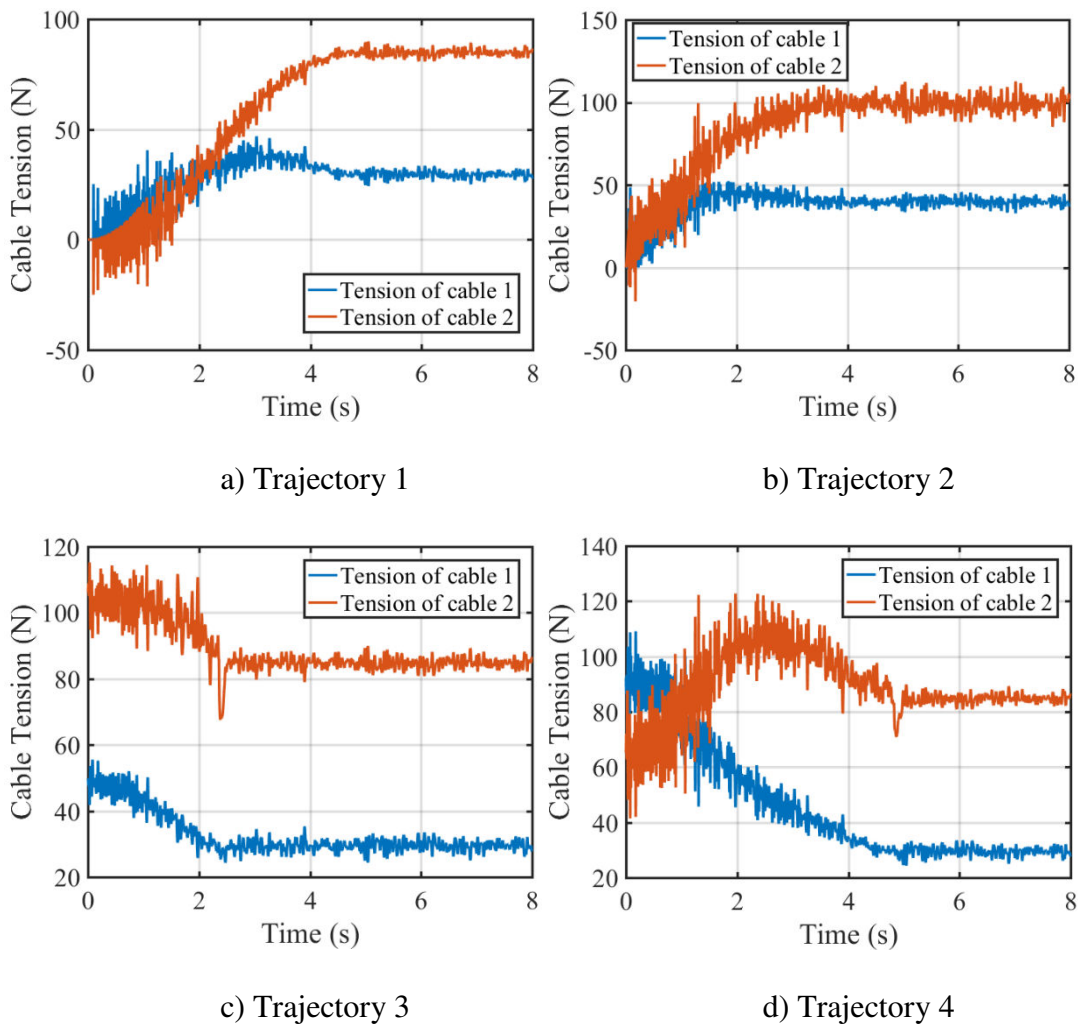 100
50
0
-50
Cable Tension (N)
Tension of cable 1
Tension of cable 2
0 2 4 6 8
Time (s)
a) Trajectory 1
150
100
50
0
-50
Cable Tension (N)
Tension of cable 1
Tension of cable 2
0 2 4 6 8
Time (s)
b) Trajectory 2
120
100
80
60
40
20
Cable Tension (N)
Tension of cable 1
Tension of cable 2
0 2 4 6 8
Time (s)
c) Trajectory 3
140
120
100
80
60
40
20
Cable Tension (N)
Tension of cable 1
Tension of cable 2
0 2 4 6 8
Time (s)
d) Trajectory 4